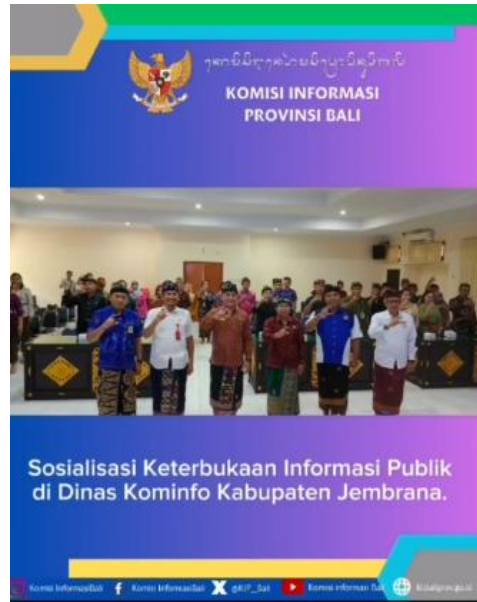 KOMISI INFORMASI
PROVINSI BALI
Sosialisasi Keterbukaan Informasi Publik
di Dinas Kominfo Kabupaten Jembrana.
Komisi InformasiBali
Komisi InformasiBali
@KIP_Bali
Komisi informasi Bali